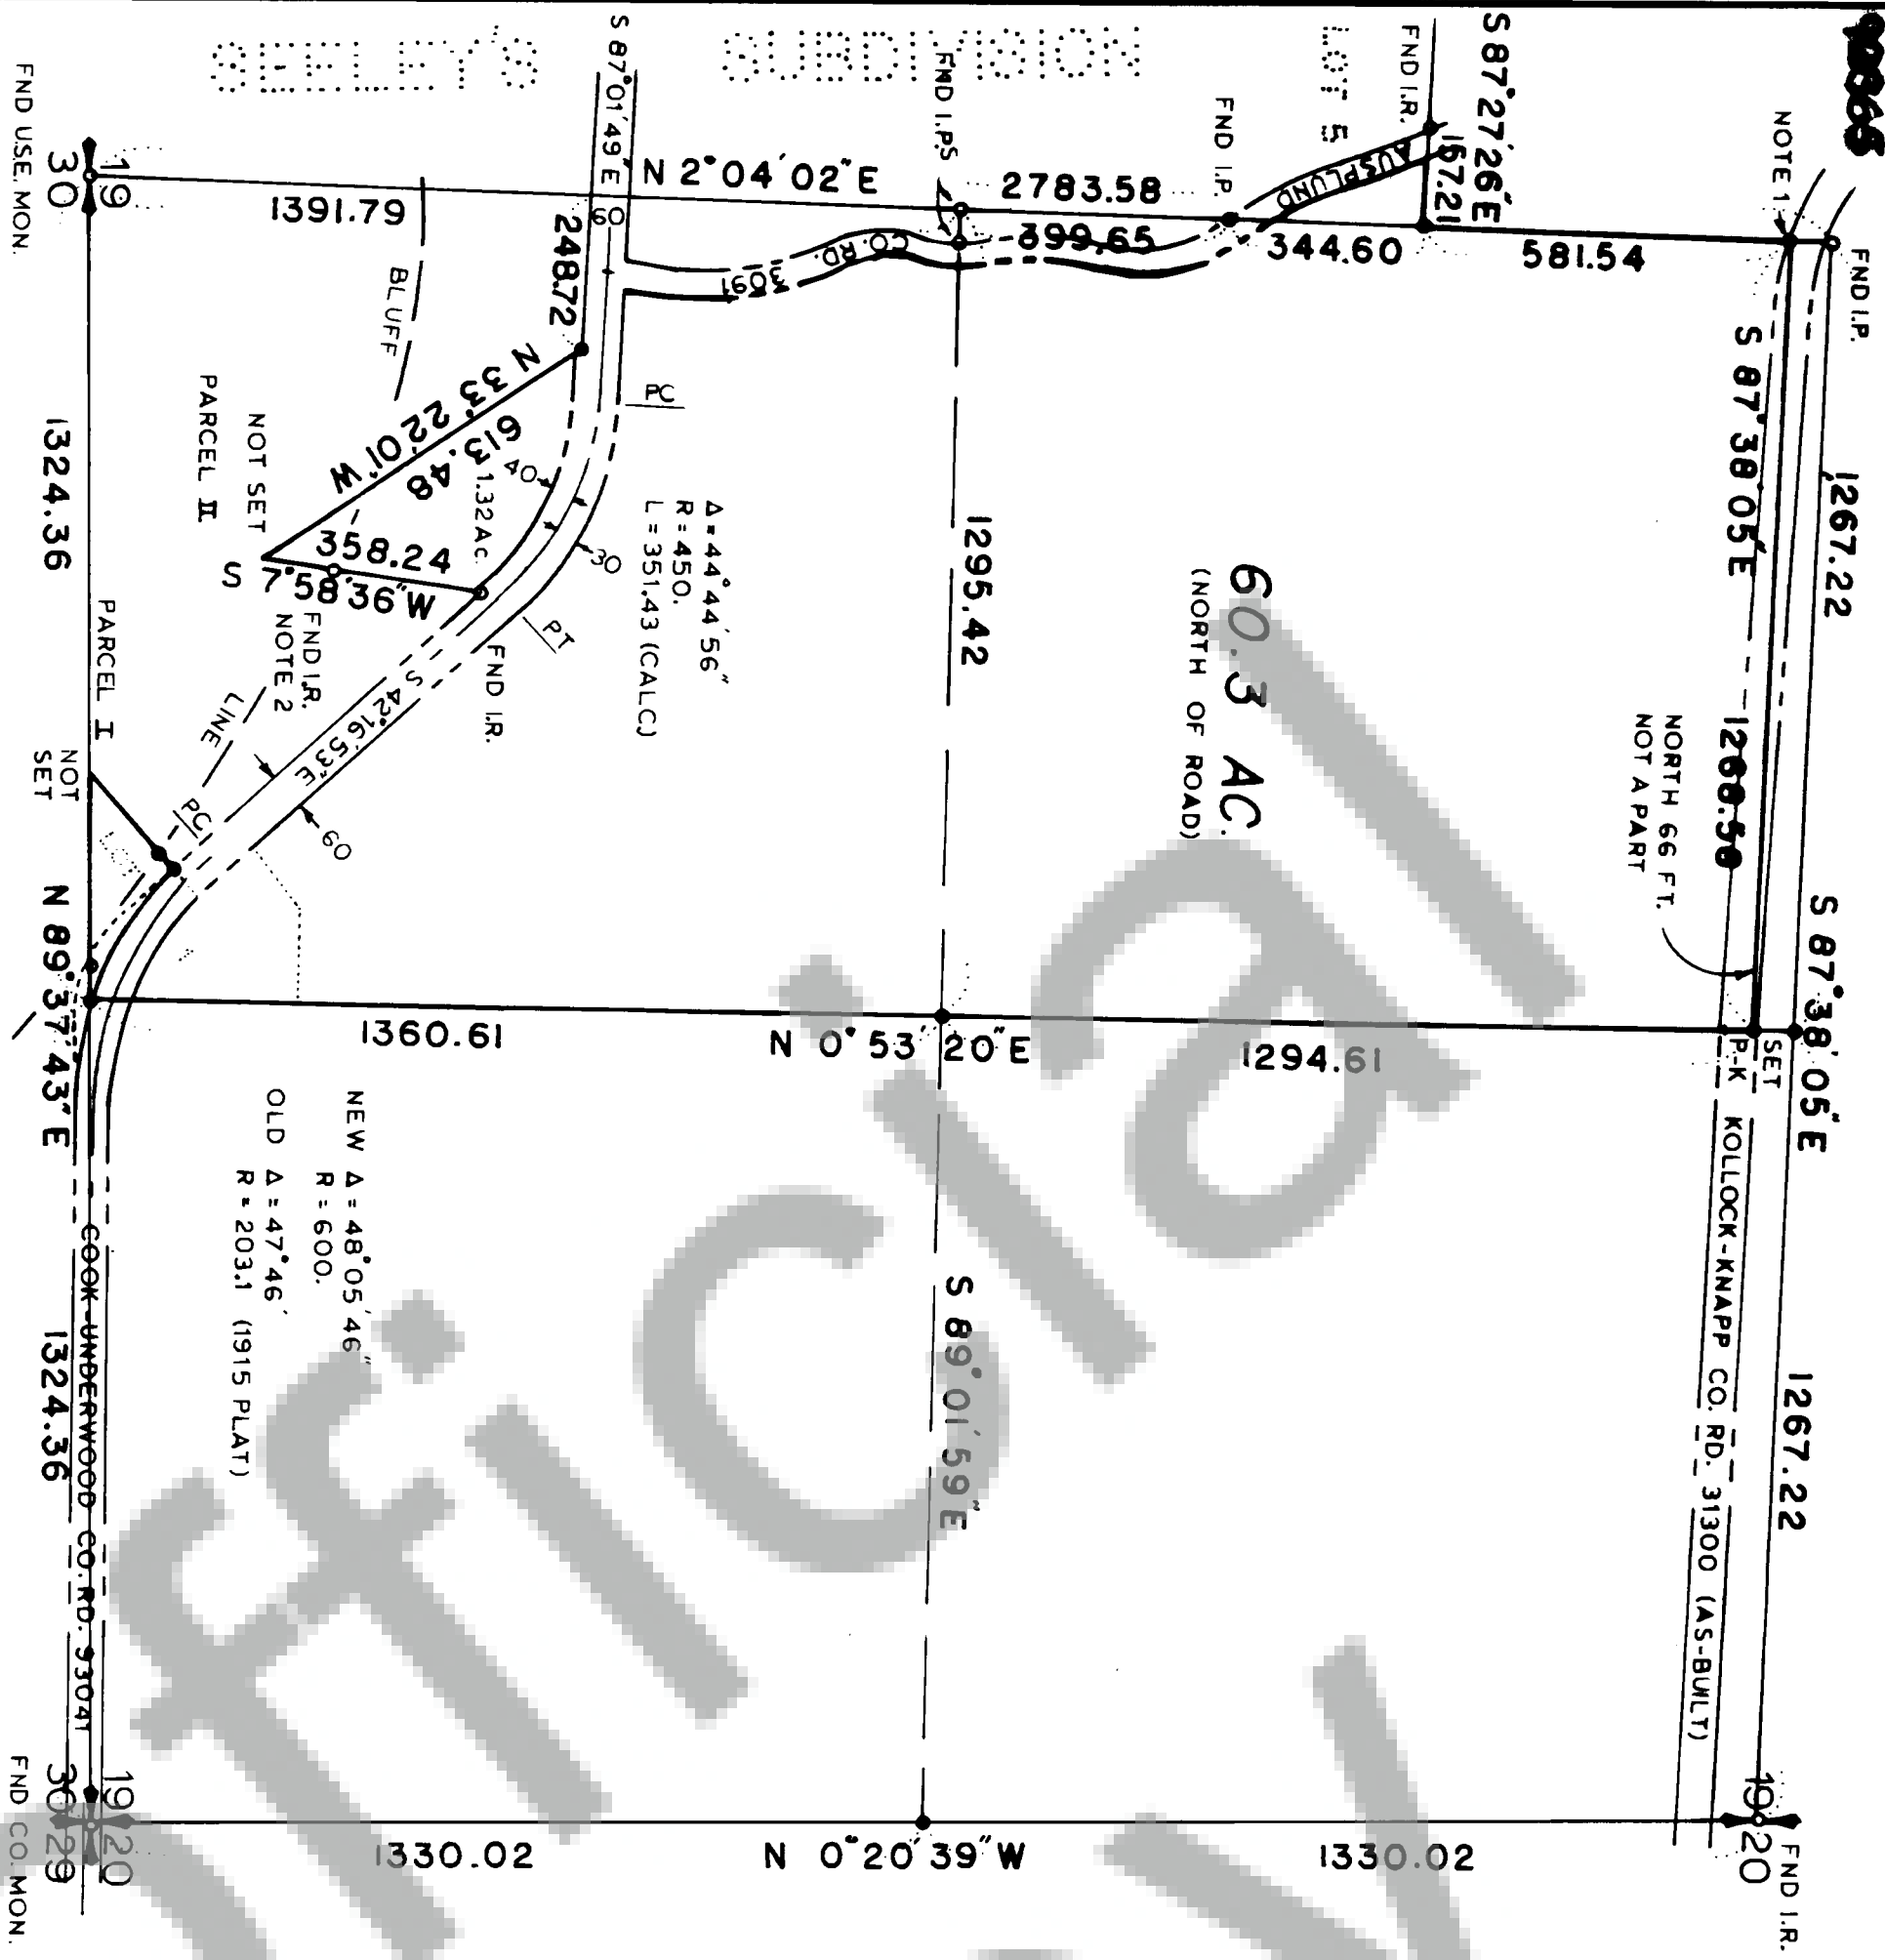 FND I.P.
NOTE 1
1267.22
S 87°38'05"E
1267.22
S 87°38'05"E
NORTH 66 FT.
NOT A PART
SET
P-K
KOLLOCK-KNAPP CO. RD. 31300 (AS-BUILT)
19
20
FND I.R.
S 87°27'26"E
157.21
FND I.R.
LOT 5
AUSPLUND
FND I.P.
581.54
344.60
899.65
2783.58
N 2°04'02"E
FND I.P.S
SUBDIVISION
SEELEY'S
CO. RD.
3091
60.3 AC.
(NORTH OF ROAD)
1295.42
S 89°01'59"E
1294.61
N 0°53'20"E
1360.61
1330.02
N 0°20'39"W
1330.02
S 87°01'49"E
60
248.72
PC
Δ=44°44'56"
R=450.
L=351.43 (CALC.)
40
30
1.32 Ac.
PT
N 33°22'01"W
613.48
358.24
S 7°58'36"W
NOT SET
PARCEL II
FND I.R.
NOTE 2
FND I.R.
S 42°16'53"E
60
PC
1391.79
BLUFF
LINE
NEW Δ = 48°05'46"
R = 600.
OLD Δ = 47°46'
R = 203.1 (1915 PLAT)
19
30
FND U.S.E. MON.
1324.36
PARCEL I
NOT
SET
N 89°37'43"E
COOK-UNDERWOOD CO. RD. 93041
1324.36
19
20
30
29
FND CO. MON.